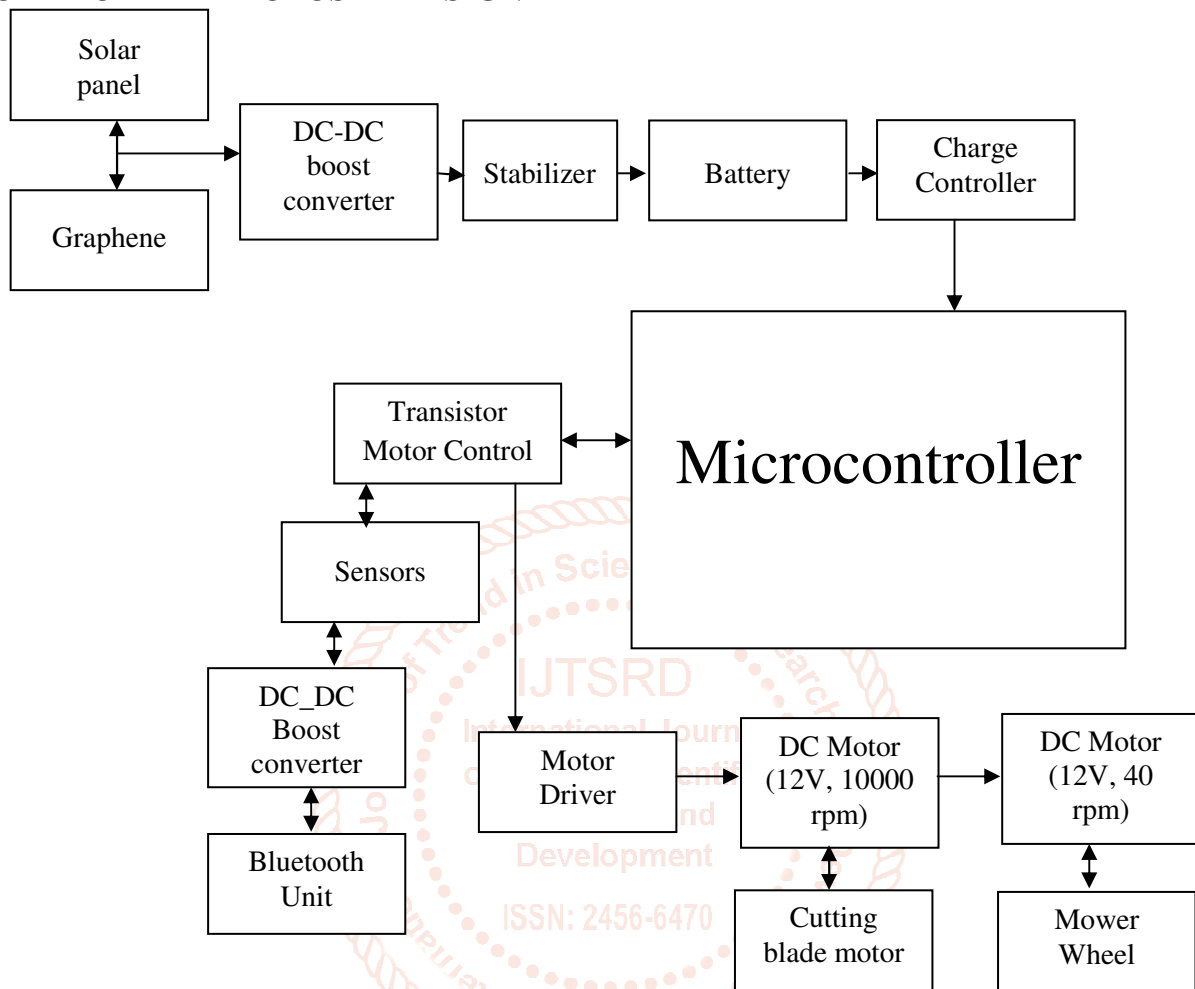 Solar
panel
DC-DC
boost
converter
Stabilizer
Battery
Charge
Controller
Graphene
Microcontroller
Transistor
Motor Control
Sensors
DC_DC
Boost
converter
Motor
Driver
DC Motor
(12V, 10000
rpm)
DC Motor
(12V, 40
rpm)
Bluetooth
Unit
Cutting
blade motor
Mower
Wheel
IJTSRD
Development
ISSN: 2456-6470